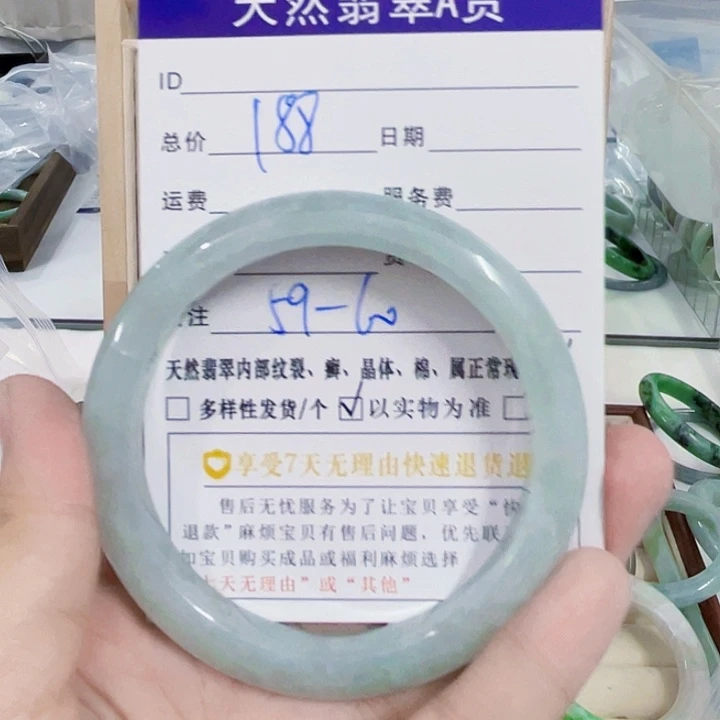 天然翡翠A货
ID
总价 188 日期
运费 服务费
注 59-60
天然翡翠内部纹裂、癣、晶体、棉、属正常现
多样性发货/个 ☑ 以实物为准
享受7天无理由快速退货退
售后无忧服务为了让宝贝享受“快
退款”麻烦宝贝有售后问题，优先联
如宝贝购买成品或福利麻烦选择
七天无理由”或“其他”